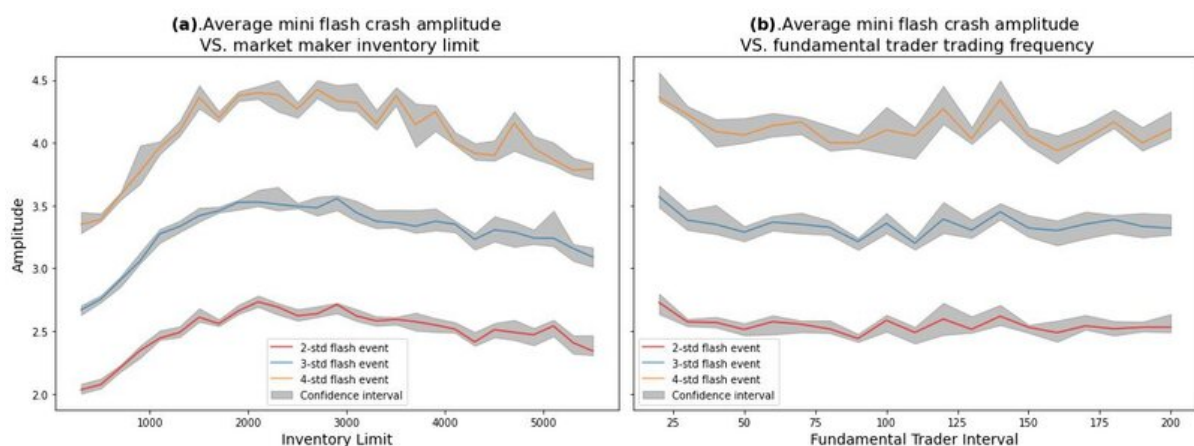 (a).Average mini flash crash amplitude
VS. market maker inventory limit
4.5
4.0
3.5
3.0
2.5
2.0
Amplitude
2-std flash event
3-std flash event
4-std flash event
Confidence interval
1000 2000 3000 4000 5000
Inventory Limit
(b).Average mini flash crash amplitude
VS. fundamental trader trading frequency
2-std flash event
3-std flash event
4-std flash event
Confidence interval
25 50 75 100 125 150 175 200
Fundamental Trader Interval